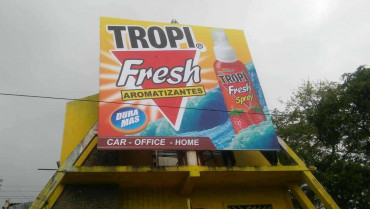 TROPI®
Fresh
AROMATIZANTES
DURA
MAS
CAR - OFFICE - HOME
TROPI
Fresh
Spray